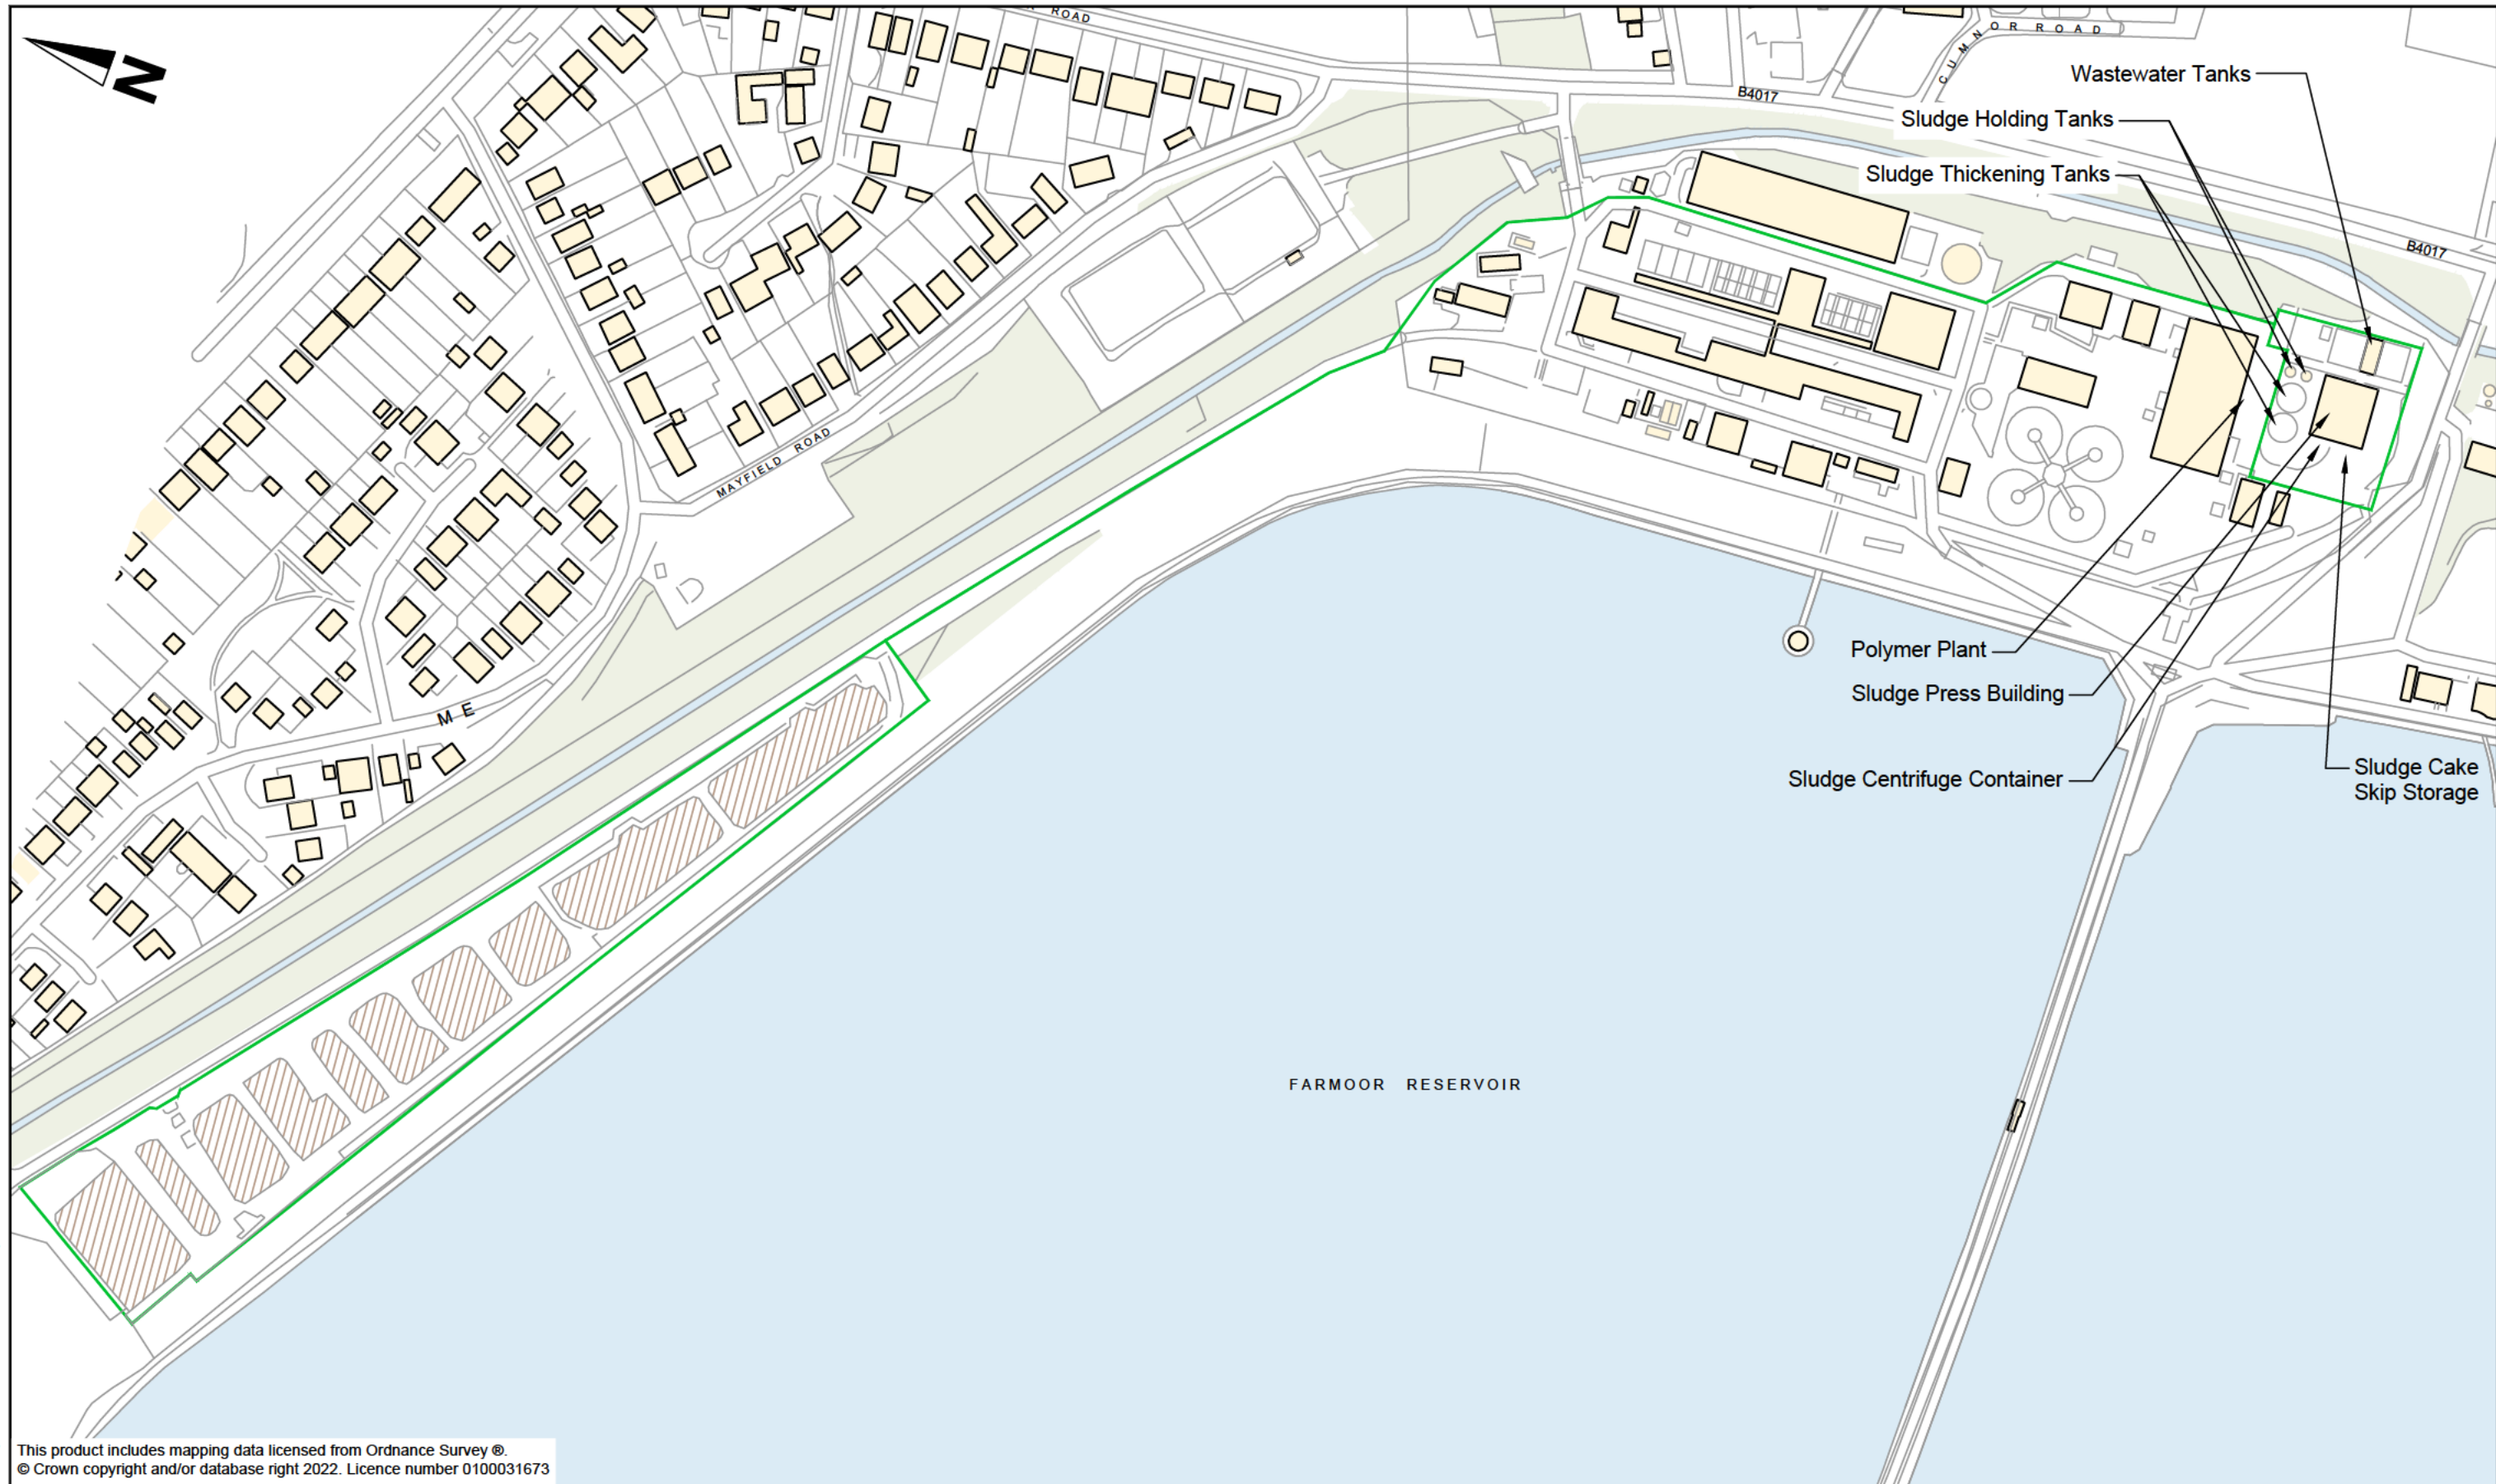 N
ROAD
CUMNOR ROAD
Wastewater Tanks
B4017
Sludge Holding Tanks
Sludge Thickening Tanks
B4017
MAYFIELD ROAD
Polymer Plant
Sludge Press Building
M E
Sludge Cake
Skip Storage
Sludge Centrifuge Container
FARMOOR RESERVOIR
This product includes mapping data licensed from Ordnance Survey ®.
© Crown copyright and/or database right 2022. Licence number 0100031673